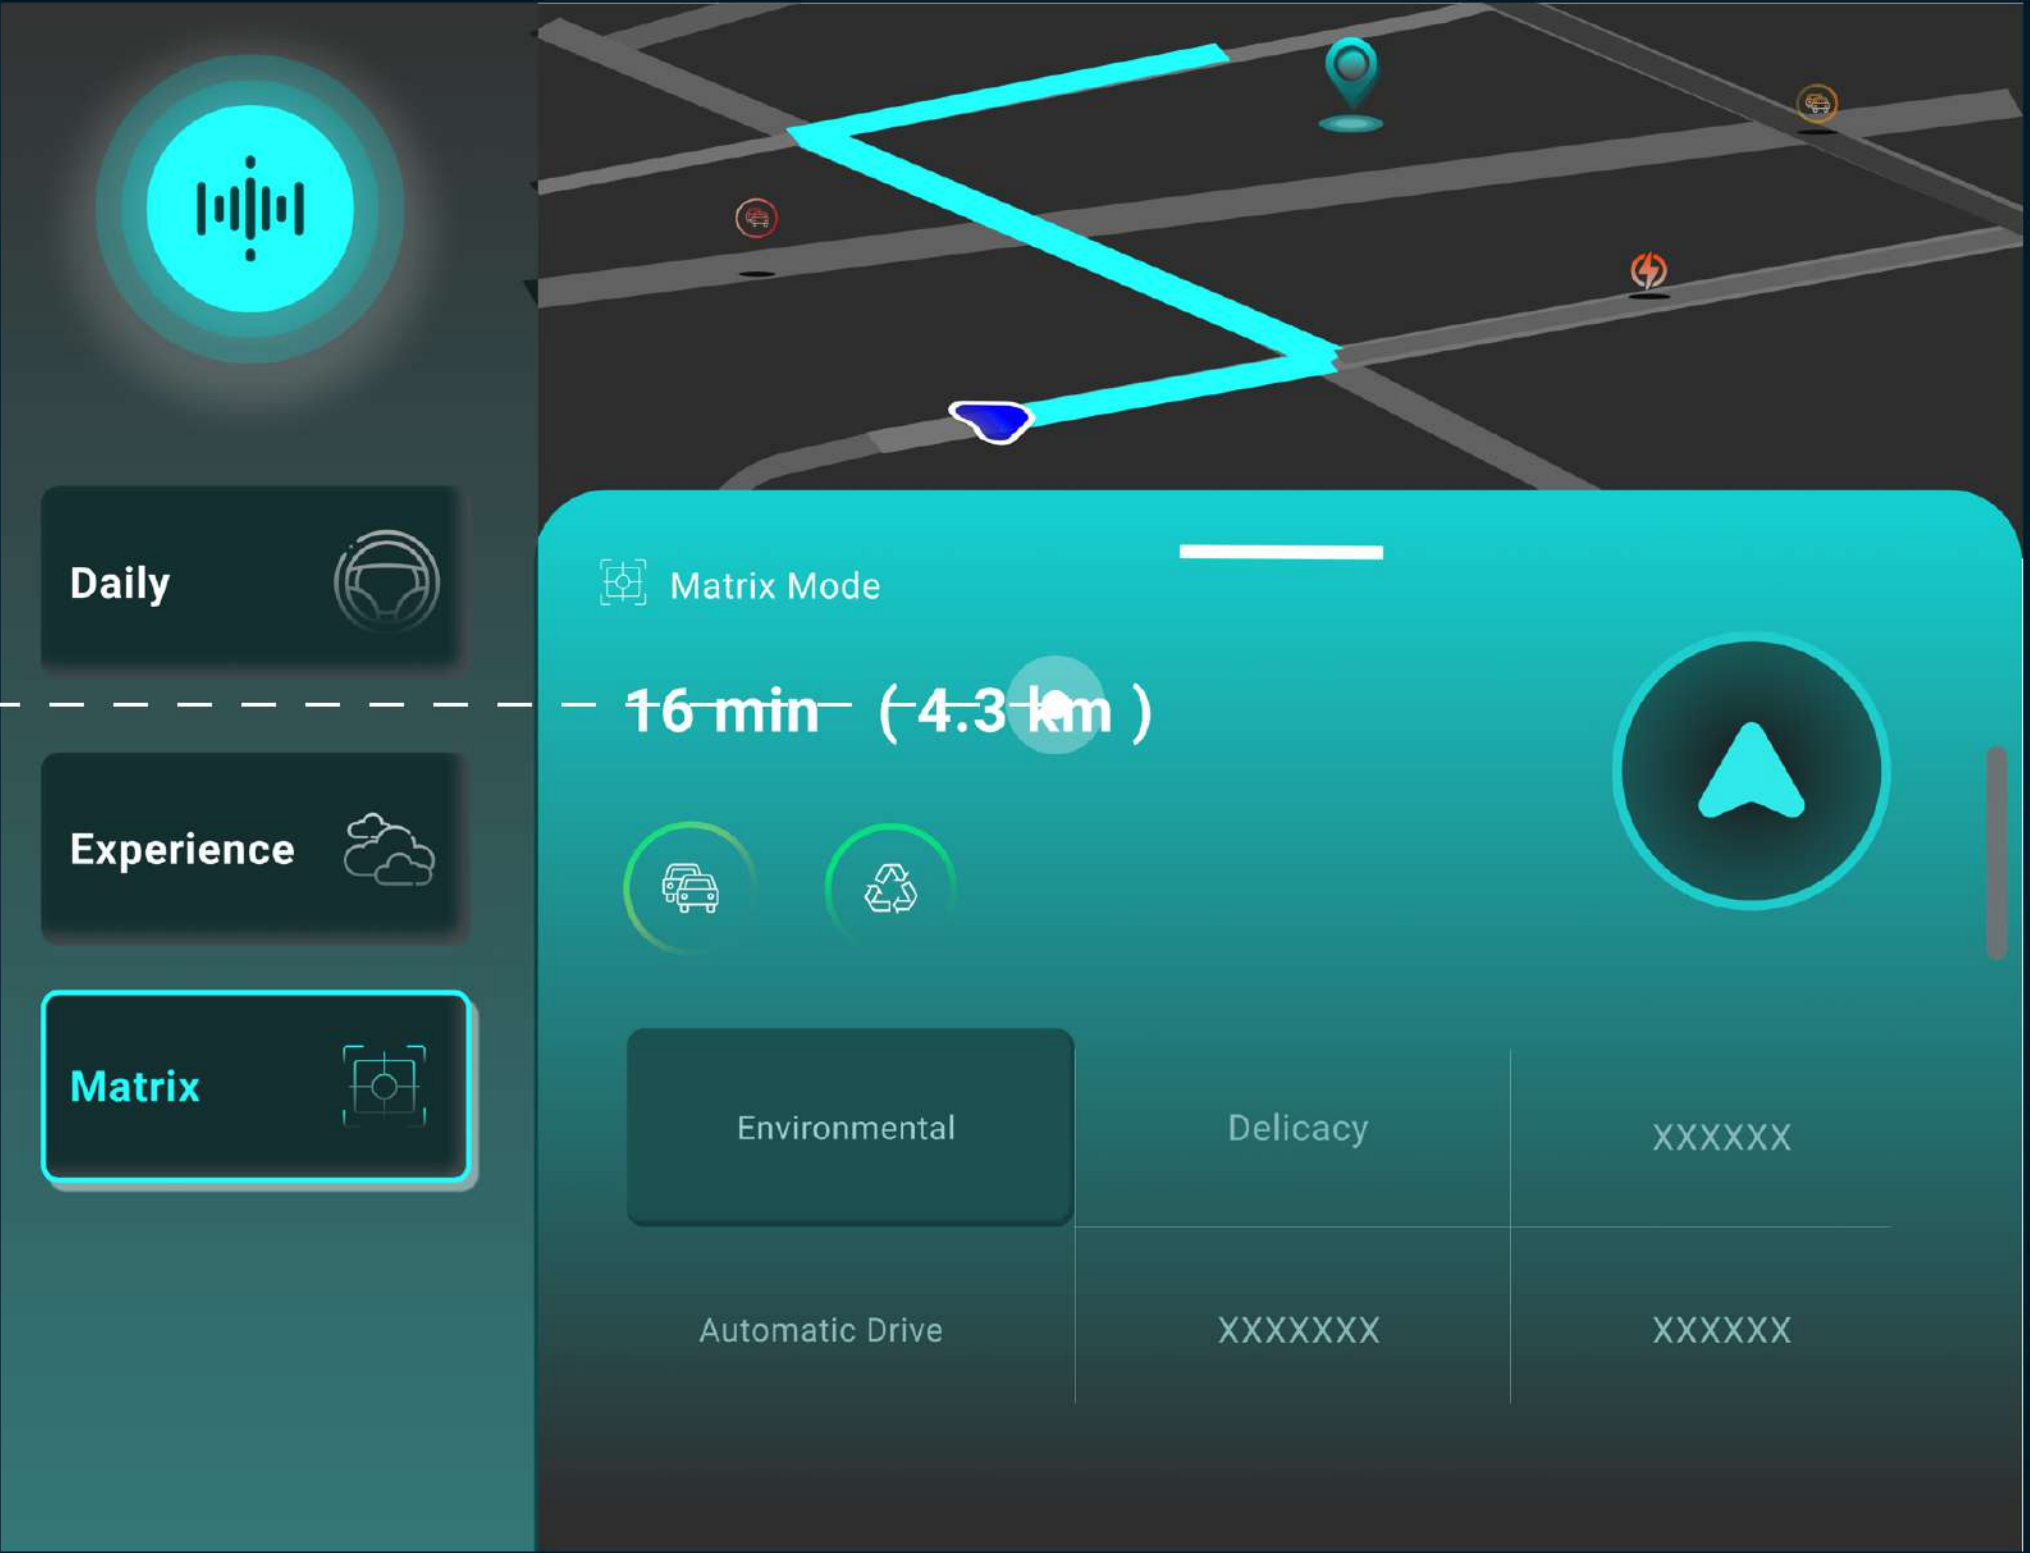 Daily
Experience
Matrix
Matrix Mode
16 min ( 4.3 km )
Environmental
Delicacy
XXXXXX
Automatic Drive
XXXXXXX
XXXXXX